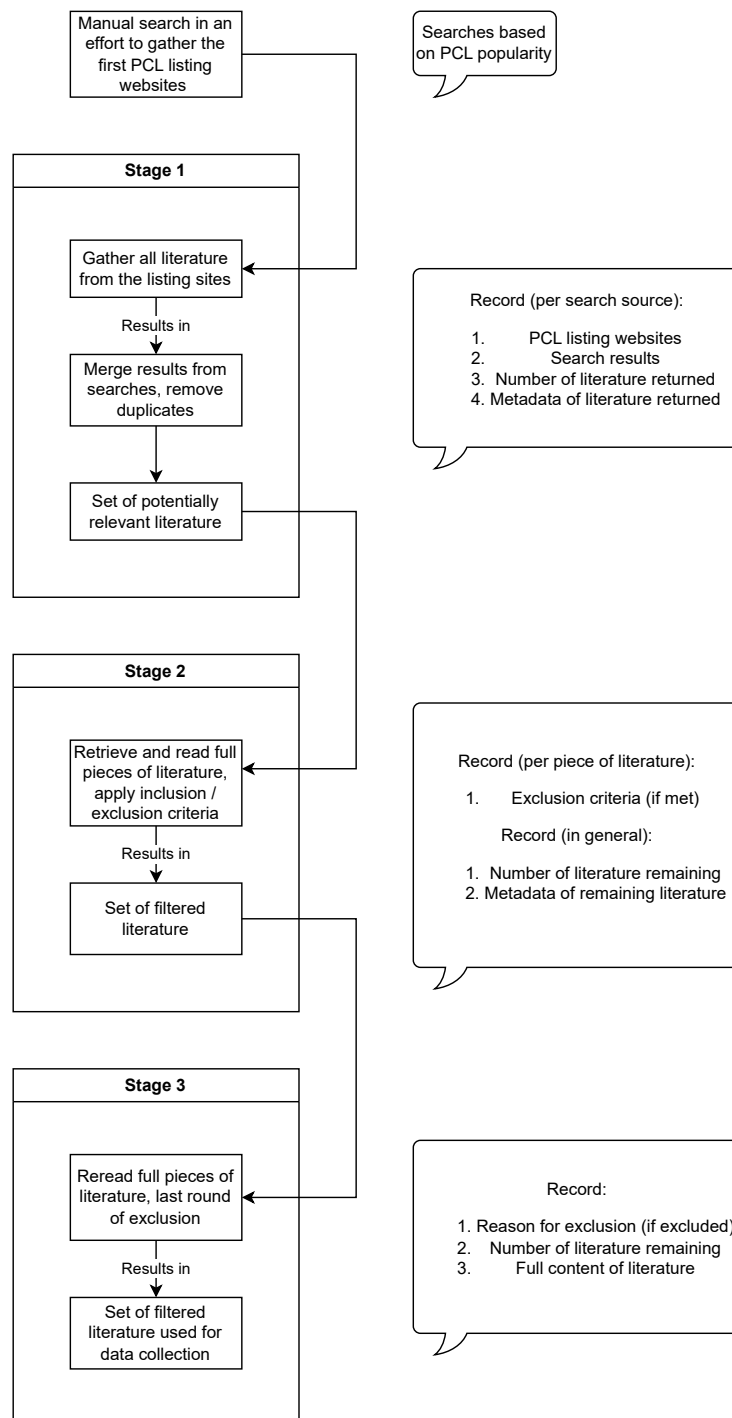 Manual search in an
effort to gather the
first PCL listing
websites
Searches based
on PCL popularity
Stage 1
Gather all literature
from the listing sites
Results in
Merge results from
searches, remove
duplicates
Set of potentially
relevant literature
Record (per search source):
1. PCL listing websites
2. Search results
3. Number of literature returned
4. Metadata of literature returned
Stage 2
Retrieve and read full
pieces of literature,
apply inclusion /
exclusion criteria
Results in
Set of filtered
literature
Record (per piece of literature):
1. Exclusion criteria (if met)
Record (in general):
1. Number of literature remaining
2. Metadata of remaining literature
Stage 3
Reread full pieces of
literature, last round
of exclusion
Results in
Set of filtered
literature used for
data collection
Record:
1. Reason for exclusion (if excluded)
2. Number of literature remaining
3. Full content of literature